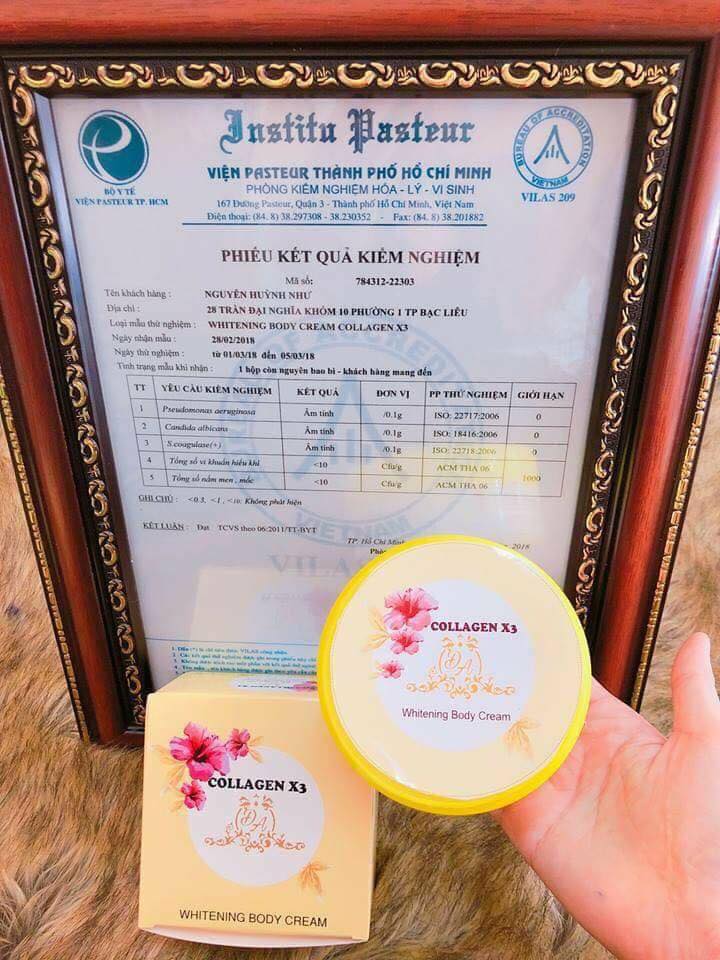 Institu Pasteur
BỘ Y TẾ
VIỆN PASTEUR TP. HCM
BUREAU OF ACCREDITATION
VIETNAM
VILAS 209
VIỆN PASTEUR THÀNH PHỐ HỒ CHÍ MINH
PHÒNG KIỂM NGHIỆM HÓA - LÝ - VI SINH
167 Đường Pasteur, Quận 3 - Thành phố Hồ Chí Minh, Việt Nam
Điện thoại: (84. 8) 38.297308 - 38.230352 - Fax: (84. 8) 38.201882
PHIẾU KẾT QUẢ KIỂM NGHIỆM
Mã số: 784312-22303
Tên khách hàng : NGUYỄN HUỲNH NHƯ
Địa chỉ : 28 TRẦN ĐẠI NGHĨA KHÓM 10 PHƯỜNG 1 TP BẠC LIÊU
Loại mẫu thử nghiệm : WHITENING BODY CREAM COLLAGEN X3
Ngày nhận mẫu : 28/02/2018
Ngày thử nghiệm : từ 01/03/18 đến 05/03/18
Tình trạng mẫu khi nhận : 1 hộp còn nguyên bao bì - khách hàng mang đến
TT YÊU CẦU KIỂM NGHIỆM KẾT QUẢ ĐƠN VỊ PP THỬ NGHIỆM GIỚI HẠN
1 Pseudomonas aeruginosa Âm tính /0.1g ISO: 22717:2006 0
2 Candida albicans Âm tính /0.1g ISO: 18416:2006 0
3 S.coagulase(+) Âm tính /0.1g ISO: 22718:2006 0
4 Tổng số vi khuẩn hiếu khí <10 Cfu/g ACM THA 06 1000
5 Tổng số nấm men, mốc <10 Cfu/g ACM THA 06
GHI CHÚ : <0.3, <1, <10: Không phát hiện
KẾT LUẬN : Đạt TCVS theo 06/2011/TT-BYT
TP. Hồ Chí Minh 2018
VIETNAM
VILAS
COLLAGEN X3
ĐA
Whitening Body Cream
COLLAGEN X3
ĐA
WHITENING BODY CREAM